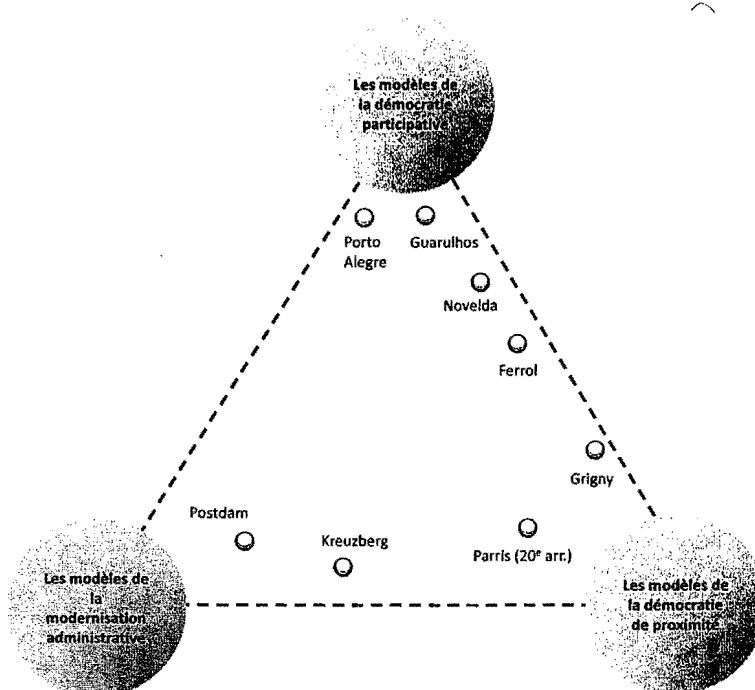 Les modèles de
la démocratie
participative
Porto
Alegre
Guarulhos
Novelda
Ferrol
Grigny
Postdam
Kreuzberg
Parris (20e arr.)
Les modèles de
la
modernisation
administrative
Les modèles de
la démocratie
de proximité